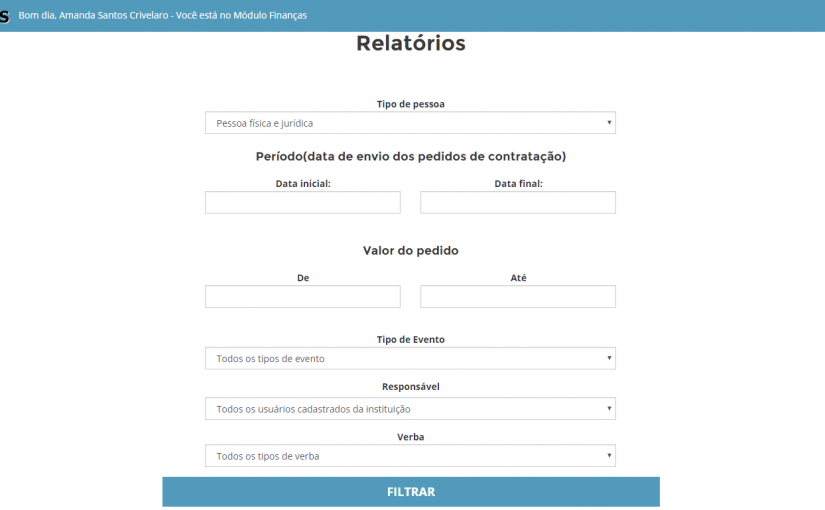 S Bom dia, Amanda Santos Crivelaro - Você está no Módulo Finanças
Relatórios
Tipo de pessoa
Pessoa física e jurídica
Período(data de envio dos pedidos de contratação)
Data inicial: Data final:
Valor do pedido
De Até
Tipo de Evento
Todos os tipos de evento
Responsável
Todos os usuários cadastrados da instituição
Verba
Todos os tipos de verba
FILTRAR